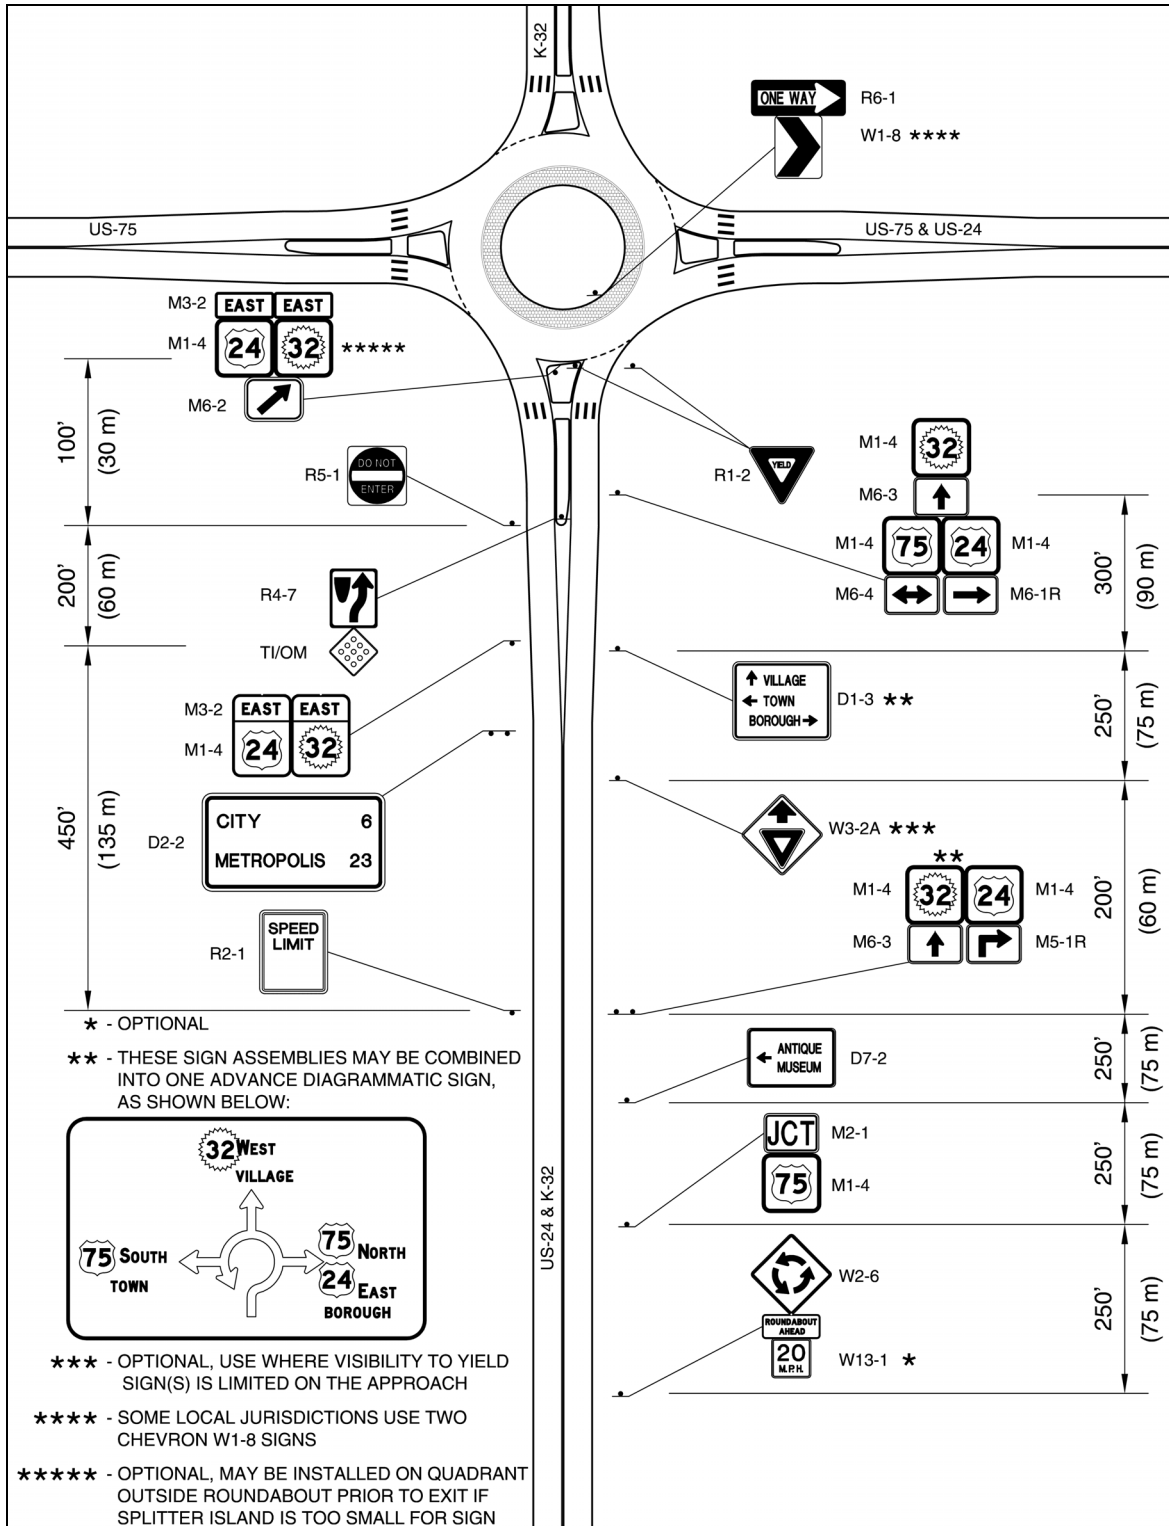 K-32
ONE WAY
R6-1
W1-8 ****
US-75
US-75 & US-24
M3-2
EAST EAST
M1-4
24 32 *****
M6-2
100'
(30 m)
R5-1
DO NOT
ENTER
R1-2
YIELD
M1-4
32
M6-3
M1-4
75 24
M1-4
M6-4
M6-1R
300'
(90 m)
200'
(60 m)
R4-7
TI/OM
VILLAGE
TOWN
BOROUGH
D1-3 **
250'
(75 m)
M3-2
EAST EAST
M1-4
24 32
450'
(135 m)
D2-2
CITY 6
METROPOLIS 23
W3-2A ***
**
M1-4
32 24
M1-4
M6-3
M5-1R
200'
(60 m)
R2-1
SPEED
LIMIT
* - OPTIONAL
** - THESE SIGN ASSEMBLIES MAY BE COMBINED
INTO ONE ADVANCE DIAGRAMMATIC SIGN,
AS SHOWN BELOW:
32 WEST
VILLAGE
75 SOUTH
TOWN
75 NORTH
24 EAST
BOROUGH
ANTIQUE
MUSEUM
D7-2
250'
(75 m)
JCT
M2-1
75
M1-4
250'
(75 m)
US-24 & K-32
W2-6
ROUNDABOUT
AHEAD
20
M.P.H.
W13-1 *
250'
(75 m)
*** - OPTIONAL, USE WHERE VISIBILITY TO YIELD
SIGN(S) IS LIMITED ON THE APPROACH
**** - SOME LOCAL JURISDICTIONS USE TWO
CHEVRON W1-8 SIGNS
***** - OPTIONAL, MAY BE INSTALLED ON QUADRANT
OUTSIDE ROUNDABOUT PRIOR TO EXIT IF
SPLITTER ISLAND IS TOO SMALL FOR SIGN